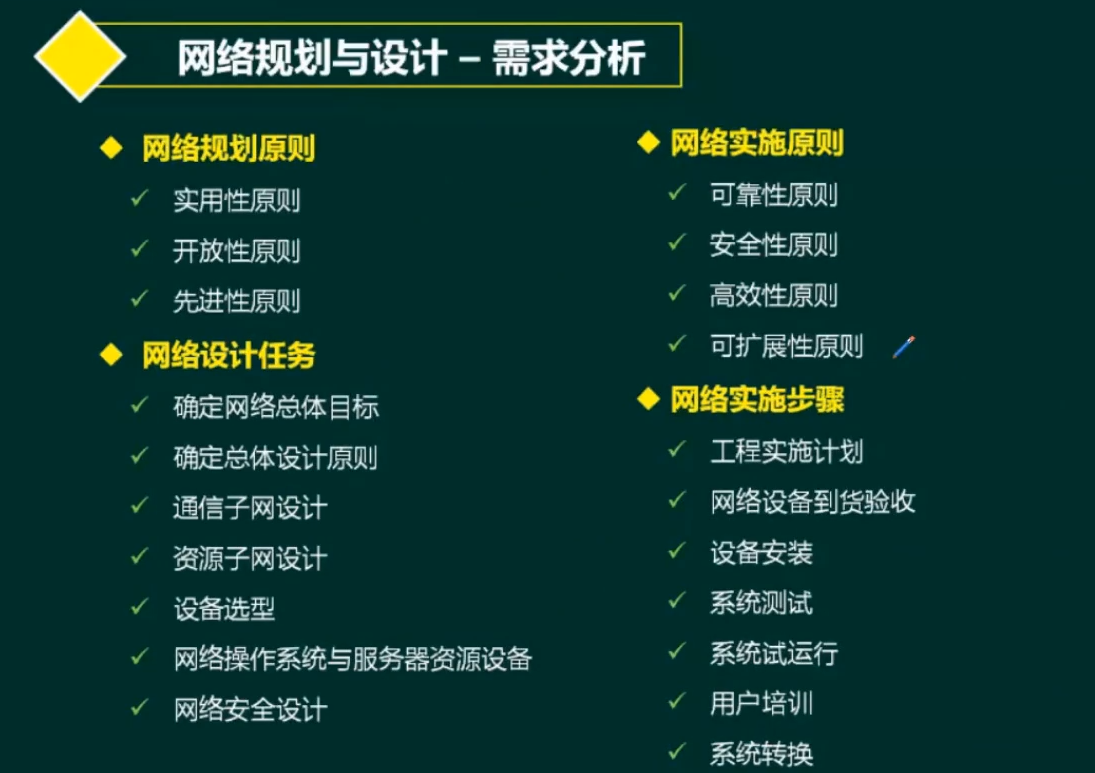 网络规划与设计 – 需求分析
网络规划原则
实用性原则
开放性原则
先进性原则
网络设计任务
确定网络总体目标
确定总体设计原则
通信子网设计
资源子网设计
设备选型
网络操作系统与服务器资源设备
网络安全设计
网络实施原则
可靠性原则
安全性原则
高效性原则
可扩展性原则
网络实施步骤
工程实施计划
网络设备到货验收
设备安装
系统测试
系统试运行
用户培训
系统转换